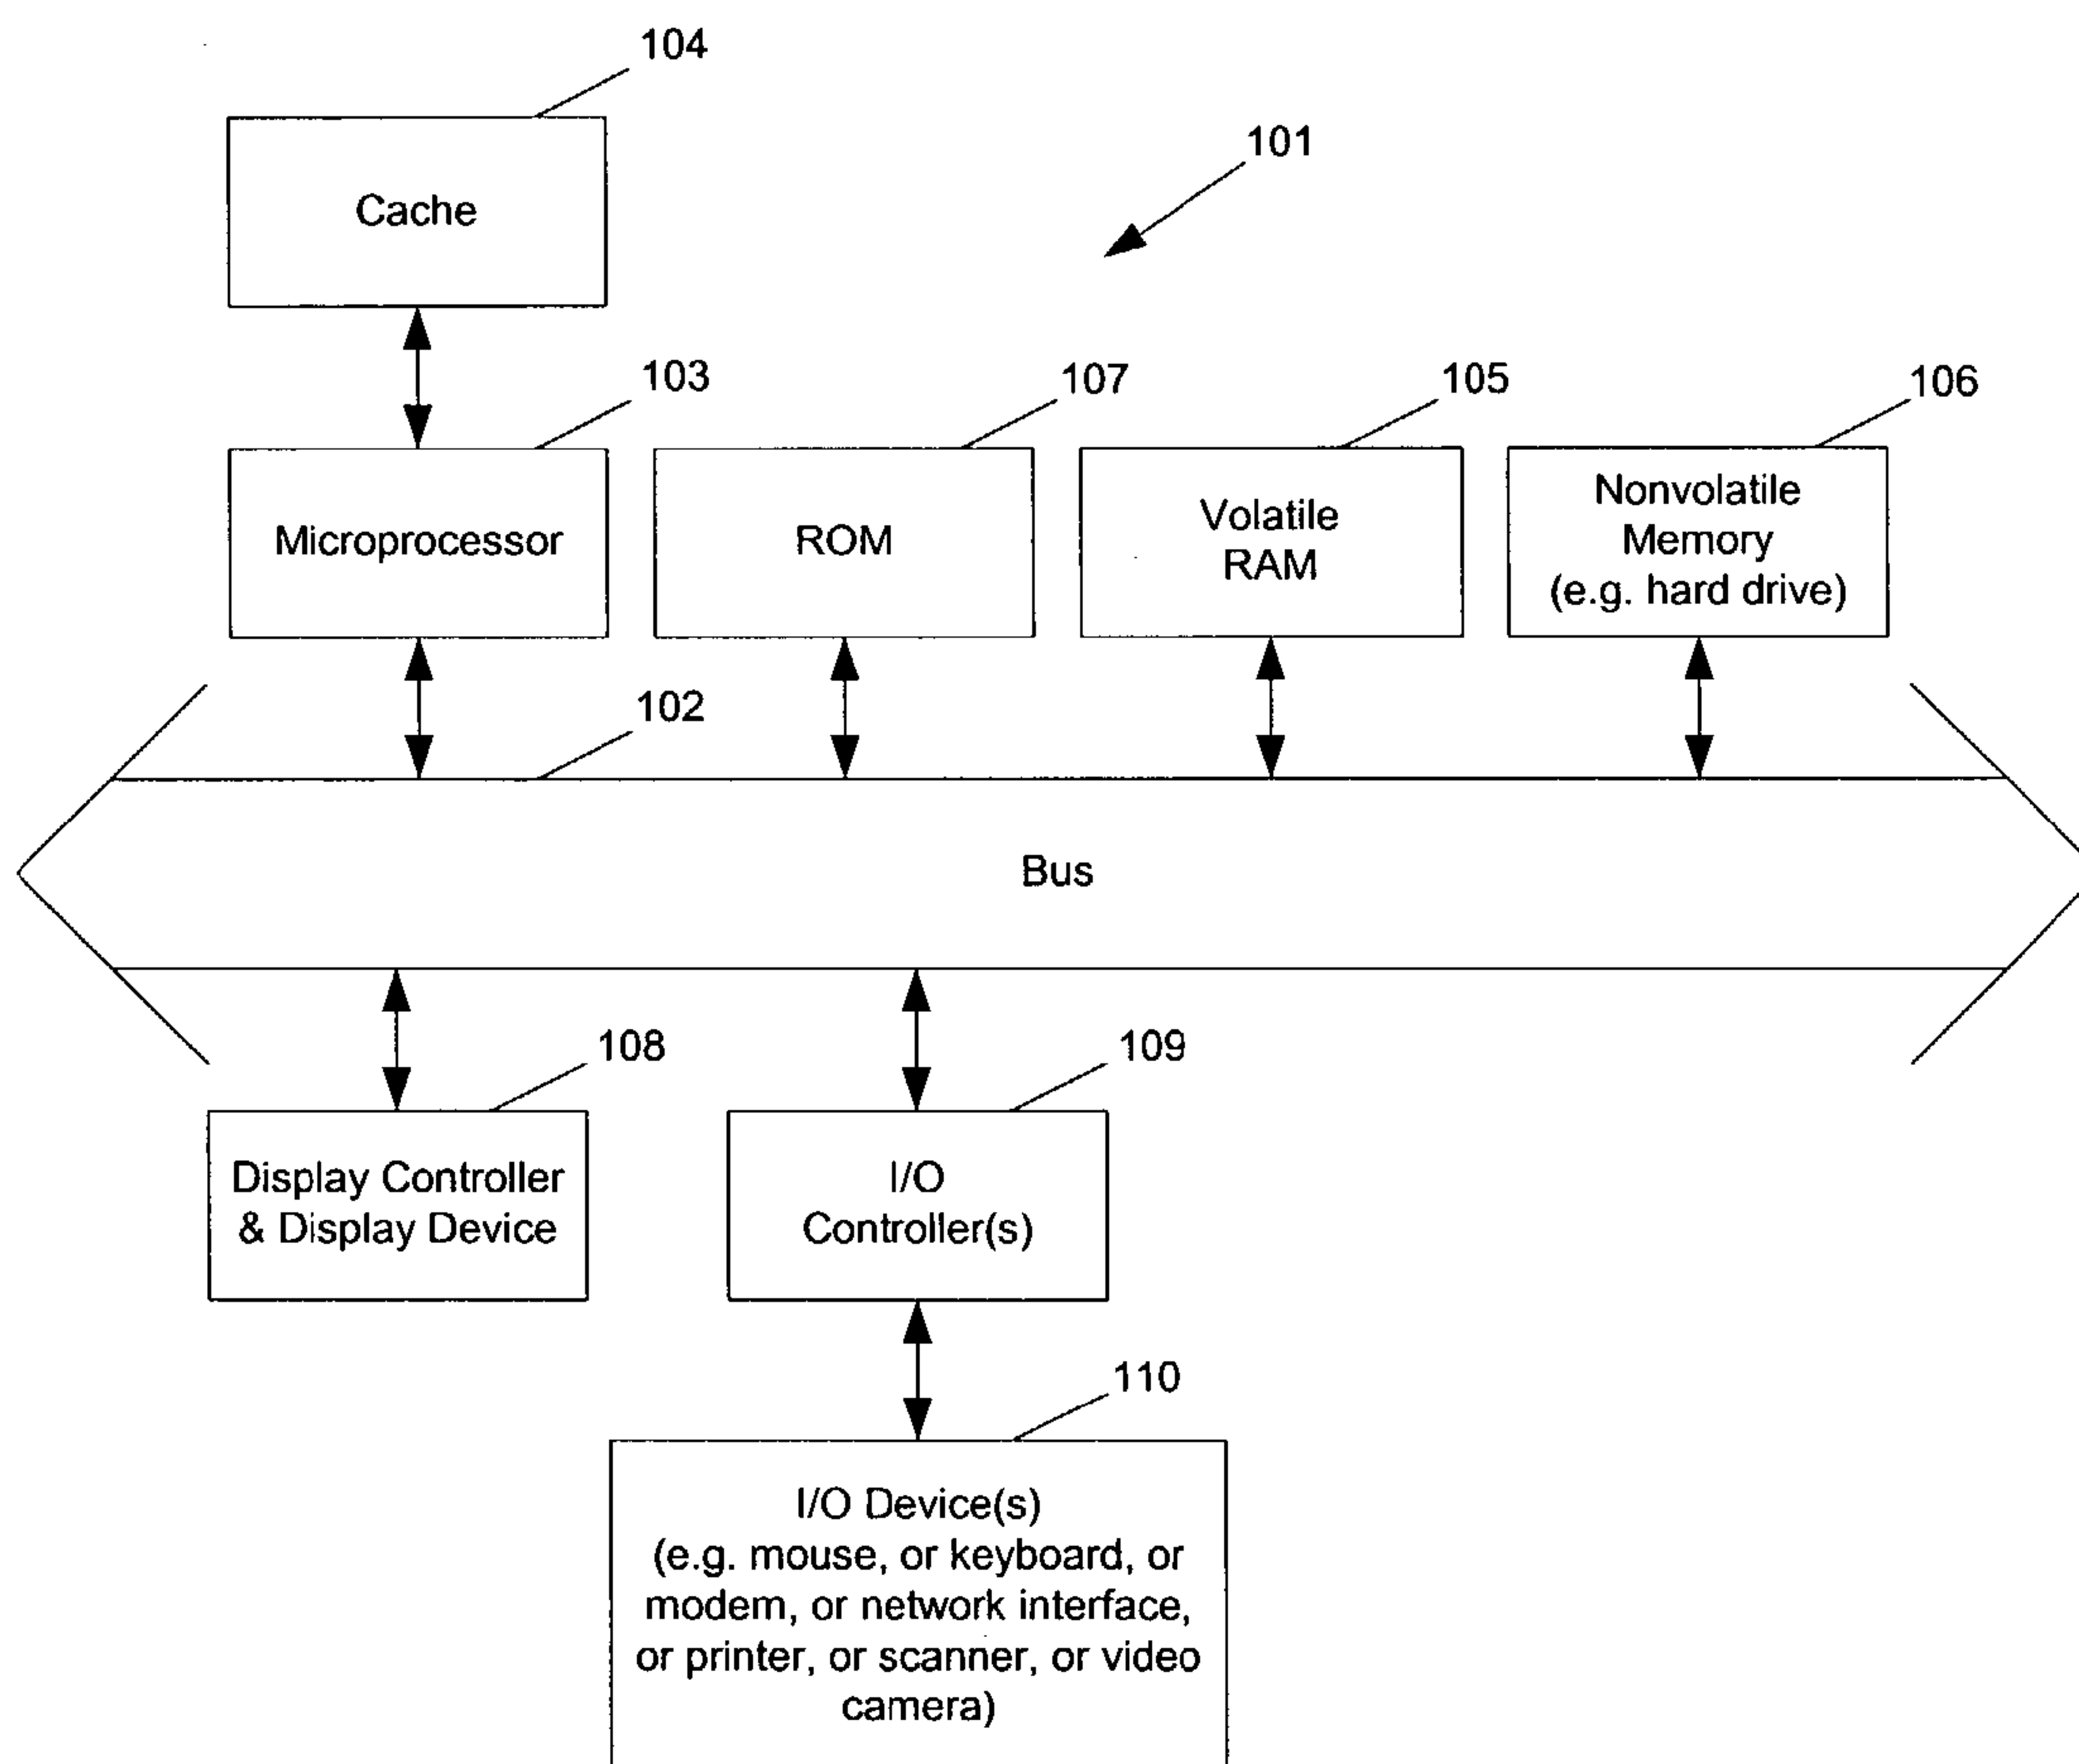 104
Cache
101
103
107
105
106
Microprocessor
ROM
Volatile
RAM
Nonvolatile
Memory
(e.g. hard drive)
102
Bus
108
109
Display Controller
& Display Device
I/O
Controller(s)
110
I/O Device(s)
(e.g. mouse, or keyboard, or
modem, or network interface,
or printer, or scanner, or video
camera)